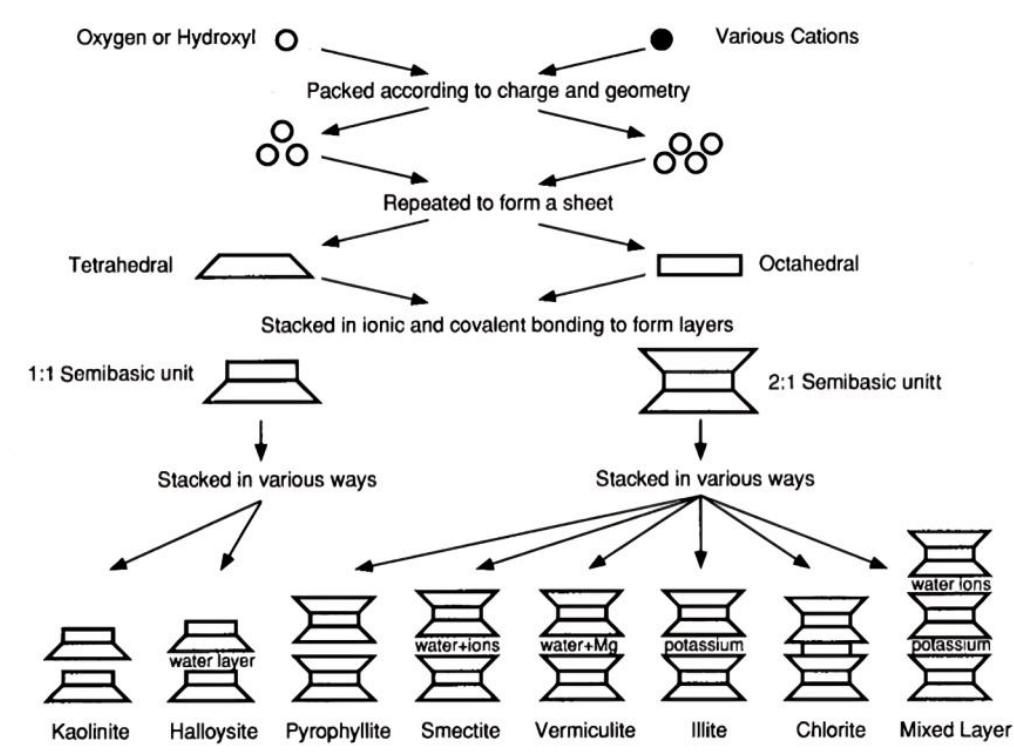 Oxygen or Hydroxyl
Various Cations
Packed according to charge and geometry
Repeated to form a sheet
Tetrahedral
Octahedral
Stacked in ionic and covalent bonding to form layers
1:1 Semibasic unit
2:1 Semibasic unitt
Stacked in various ways
Stacked in various ways
water ions
water layer
water+ions
water+Mg
potassium
potassium
Kaolinite
Halloysite
Pyrophyllite
Smectite
Vermiculite
Illite
Chlorite
Mixed Layer